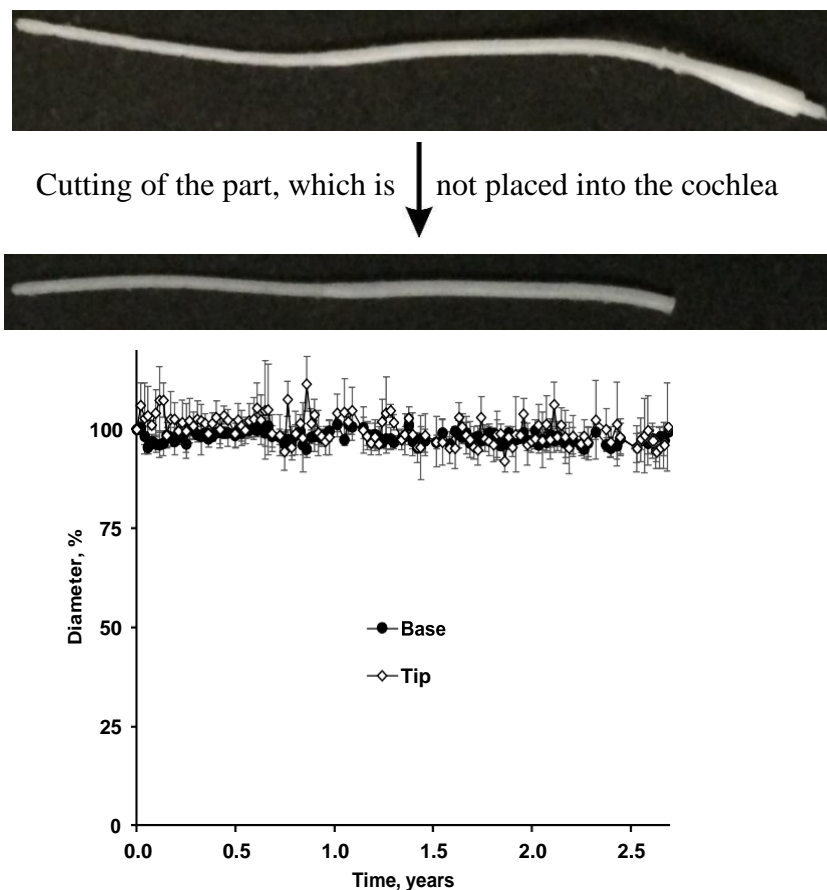 Cutting of the part, which is not placed into the cochlea
100
75
50
25
0
Diameter, %
Base
Tip
0.0 0.5 1.0 1.5 2.0 2.5
Time, years